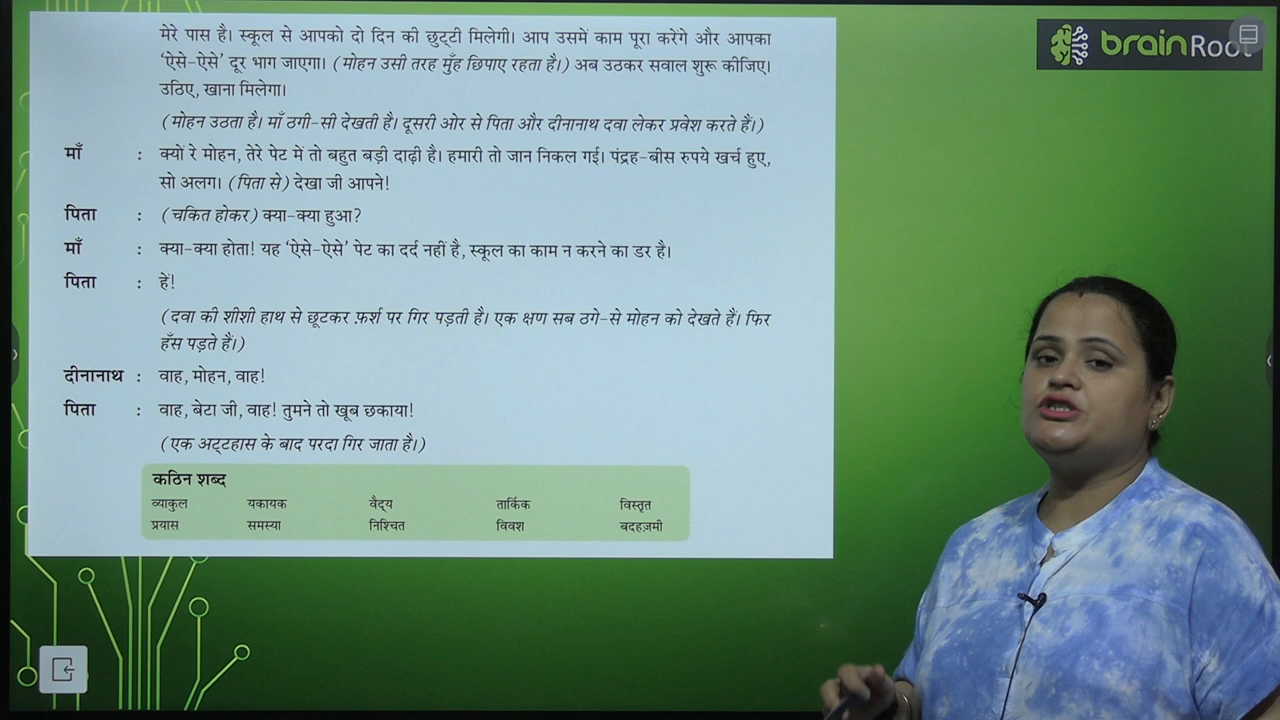 मेरे पास है। स्कूल से आपको दो दिन की छुट्टी मिलेगी। आप उसमें काम पूरा करेंगे और आपका
‘ऐसे-ऐसे’ दूर भाग जाएगा। (मोहन उसी तरह मुँह छिपाए रहता है।) अब उठकर सवाल शुरू कीजिए।
उठिए, खाना मिलेगा।
(मोहन उठता है। माँ ठगी-सी देखती है। दूसरी ओर से पिता और दीनानाथ दवा लेकर प्रवेश करते हैं।)
माँ : क्यों रे मोहन, तेरे पेट में तो बहुत बड़ी दाढ़ी है। हमारी तो जान निकल गई। पंद्रह-बीस रुपये खर्च हुए,
सो अलग। (पिता से) देखा जी आपने!
पिता : (चकित होकर) क्या-क्या हुआ?
माँ : क्या-क्या होता! यह ‘ऐसे-ऐसे’ पेट का दर्द नहीं है, स्कूल का काम न करने का डर है।
पिता : हें!
(दवा की शीशी हाथ से छूटकर फ़र्श पर गिर पड़ती है। एक क्षण सब ठगे-से मोहन को देखते हैं। फिर
हँस पड़ते हैं।)
दीनानाथ : वाह, मोहन, वाह!
पिता : वाह, बेटा जी, वाह! तुमने तो खूब छकाया!
(एक अट्टहास के बाद परदा गिर जाता है।)
कठिन शब्द
व्याकुल यकायक वैद्य तार्किक विस्तृत
प्रयास समस्या निश्चित विवश बदहज़मी
brainRoot